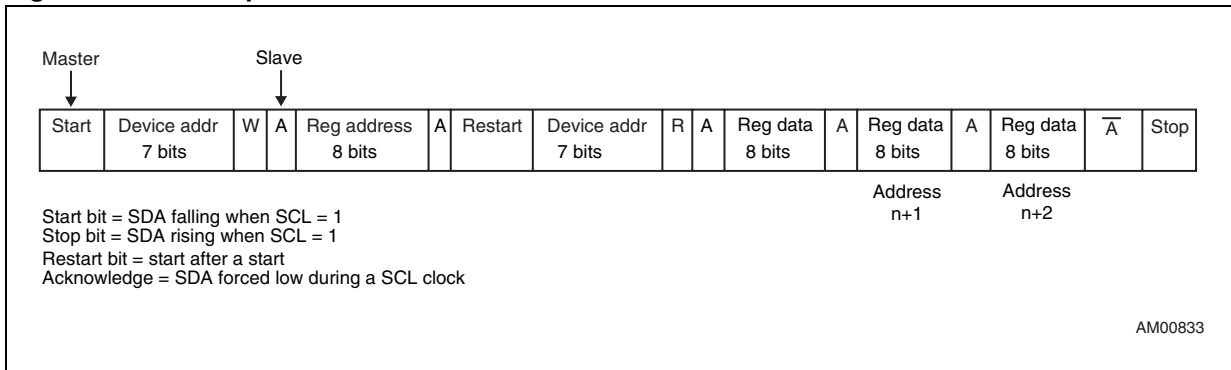 Master Slave
Start Device addr W A Reg address A Restart Device addr R A Reg data A Reg data A Reg data A Stop
7 bits 8 bits 7 bits 8 bits 8 bits 8 bits
Address Address
n+1 n+2
Start bit = SDA falling when SCL = 1
Stop bit = SDA rising when SCL = 1
Restart bit = start after a start
Acknowledge = SDA forced low during a SCL clock
AM00833